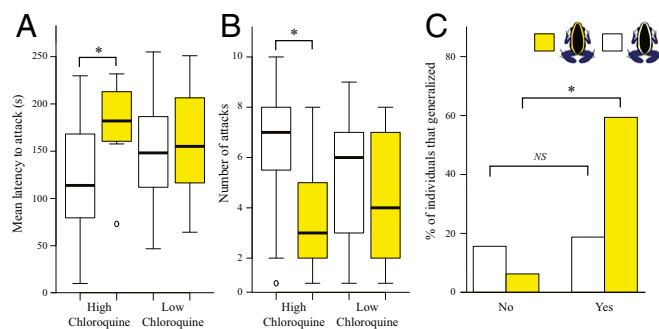 A
Mean latency to attack (s)
250
200
150
100
50
0
*
High
Chloroquine
Low
Chloroquine
B
Number of attacks
10
8
6
4
2
0
*
High
Chloroquine
Low
Chloroquine
C
% of individuals that generalized
80
60
40
20
0
*
NS
No
Yes